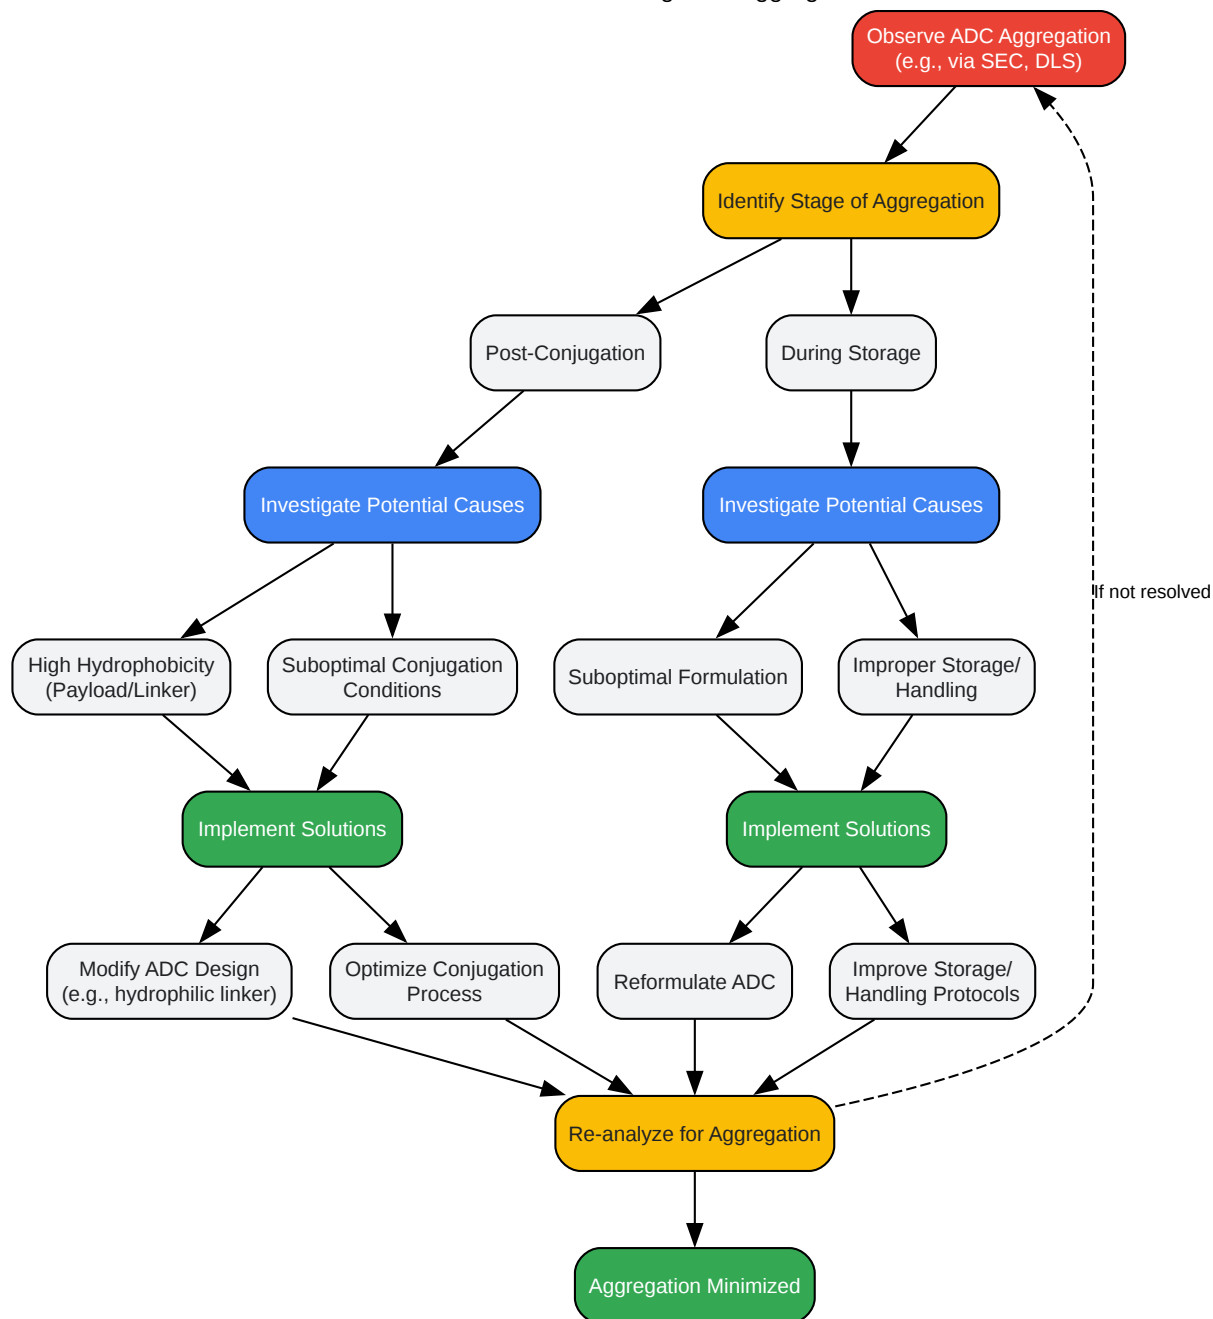 Observe ADC Aggregation
(e.g., via SEC, DLS)
Identify Stage of Aggregation
Post-Conjugation
During Storage
Investigate Potential Causes
Investigate Potential Causes
If not resolved
High Hydrophobicity
(Payload/Linker)
Suboptimal Conjugation
Conditions
Suboptimal Formulation
Improper Storage/
Handling
Implement Solutions
Implement Solutions
Modify ADC Design
(e.g., hydrophilic linker)
Optimize Conjugation
Process
Reformulate ADC
Improve Storage/
Handling Protocols
Re-analyze for Aggregation
Aggregation Minimized